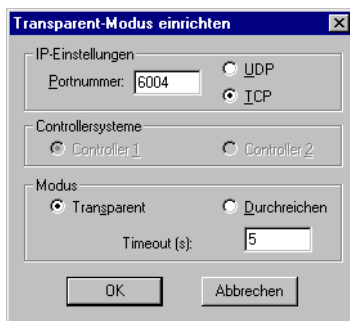 Transparent-Modus einrichten
IP-Einstellungen
Portnummer: 6004
UDP
TCP
Controllersysteme
Controller 1
Controller 2
Modus
Transparent
Durchreichen
Timeout (s): 5
OK
Abbrechen